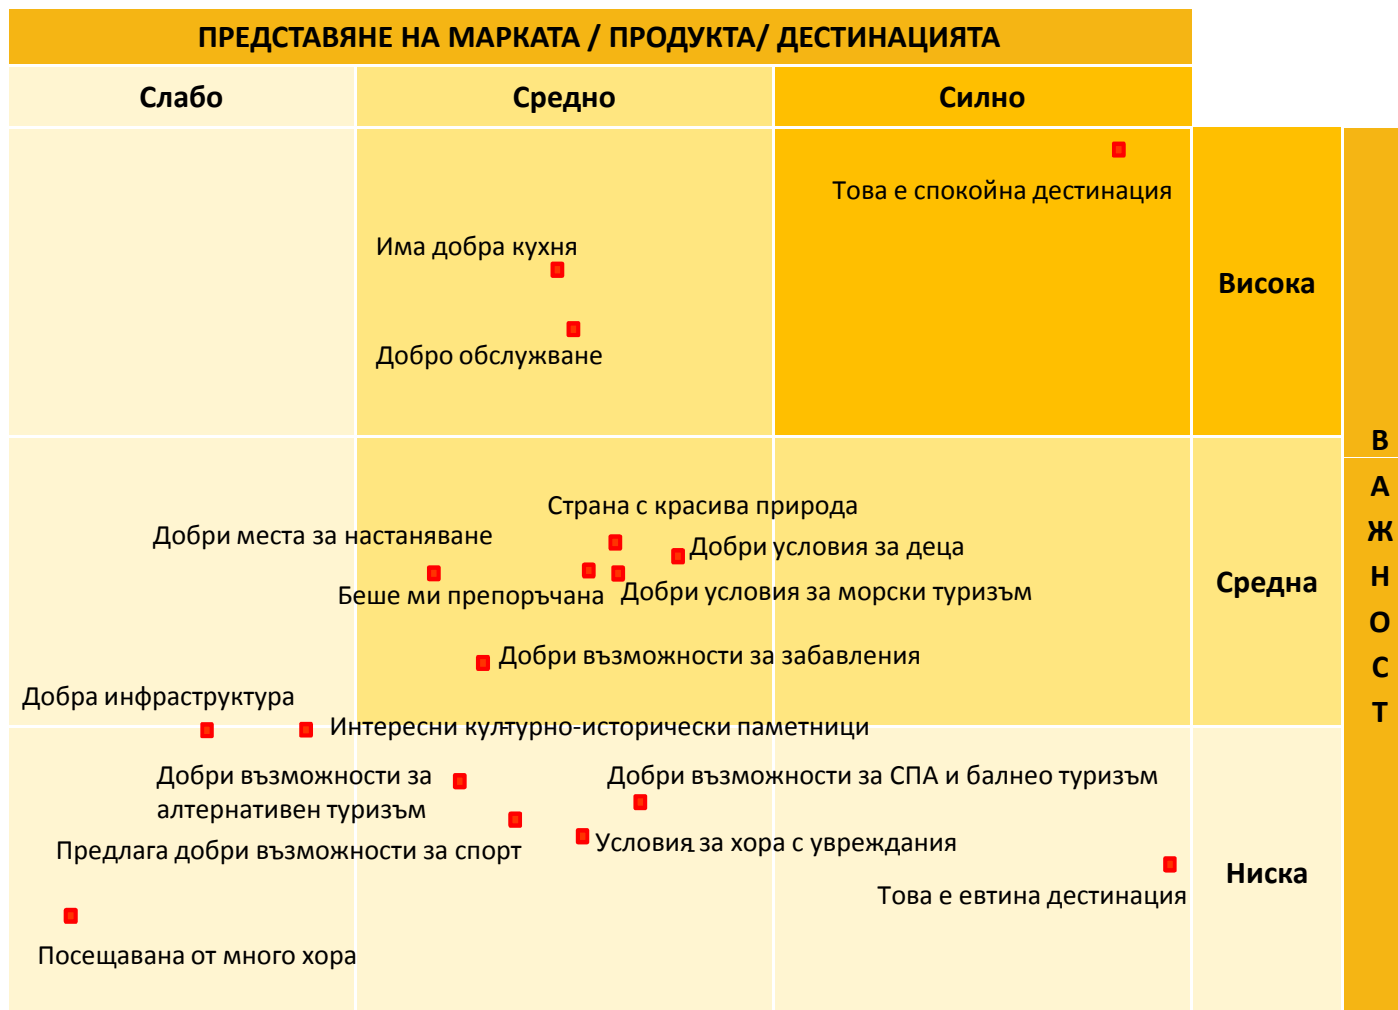 ПРЕДСТАВЯНЕ НА МАРКАТА / ПРОДУКТА/ ДЕСТИНАЦИЯТА
Слабо
Средно
Силно
Това е спокойна дестинация
Има добра кухня
Висока
Добро обслужване
Страна с красива природа
Добри места за настаняване
Добри условия за деца
Беше ми препоръчана
Добри условия за морски туризъм
Средна
Добри възможности за забавления
Добра инфраструктура
Интересни културно-исторически паметници
Добри възможности за
алтернативен туризъм
Добри възможности за СПА и балнео туризъм
Предлага добри възможности за спорт
Условия за хора с увреждания
Това е евтина дестинация
Ниска
Посещавана от много хора
В
А
Ж
Н
О
С
Т